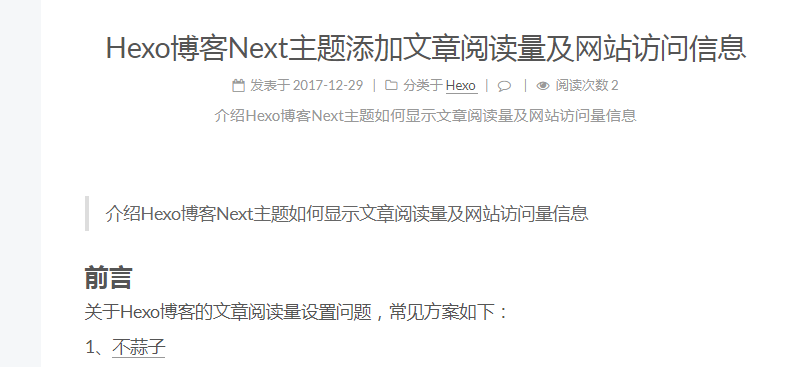 Hexo博客Next主题添加文章阅读量及网站访问信息
发表于 2017-12-29 | 分类于 Hexo | | 阅读次数 2
介绍Hexo博客Next主题如何显示文章阅读量及网站访问量信息
介绍Hexo博客Next主题如何显示文章阅读量及网站访问量信息
前言
关于Hexo博客的文章阅读量设置问题，常见方案如下：
1、不蒜子